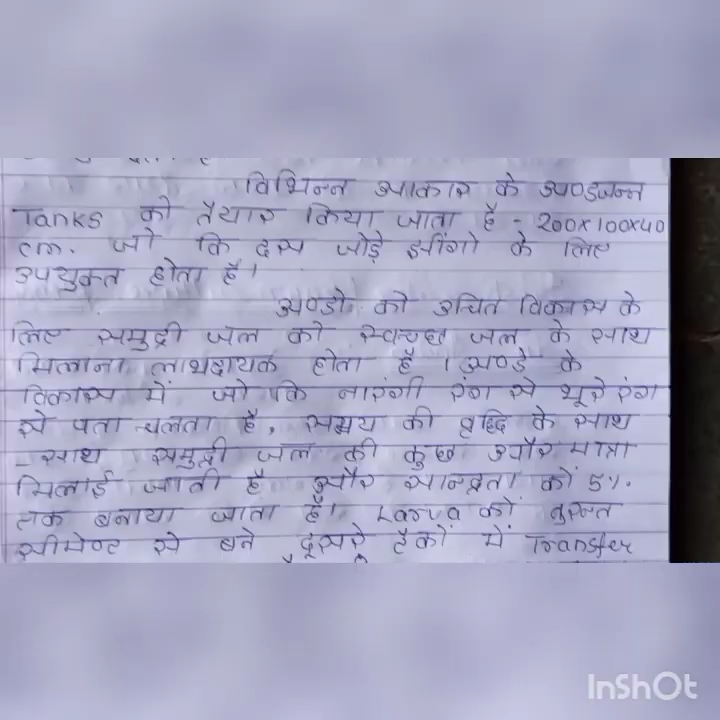 विभिन्न आकार के अण्डजनन
Tanks को तैयार किया जाता है - 200x100x40
cm. जो कि दस जोड़े झींगो के लिए
उपयुक्त होता है।
अण्डो को उचित विकास के
लिए समुद्री जल को स्वच्छ जल के साथ
मिलाना लाभदायक होता है। अण्डे के
विकास में जो कि नारंगी रंग से भूरे रंग
से पता चलता है, समय की वृद्धि के साथ
- साथ समुद्री जल की कुछ और मात्रा
मिलाई जाती है और सान्द्रता को 5%.
तक बनाया जाता है। Larva को तुरन्त
सीमेण्ट से बने दूसरे टैकों में Transfer
InShOt